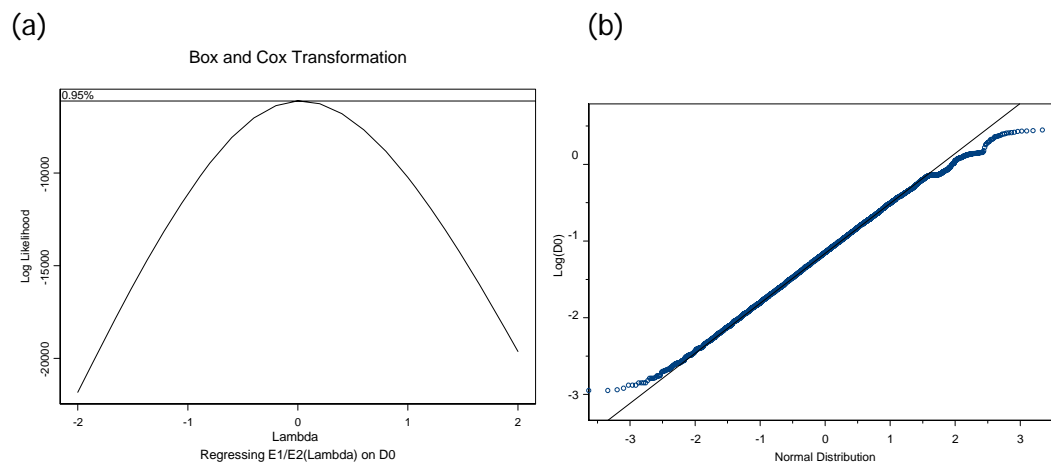 (a)
Box and Cox Transformation
0.95%
-10000
-15000
-20000
Log Likelihood
-2
-1
0
1
2
Lambda
Regressing E1/E2(Lambda) on D0
(b)
0
-1
-2
-3
Log(D0)
-3
-2
-1
0
1
2
3
Normal Distribution